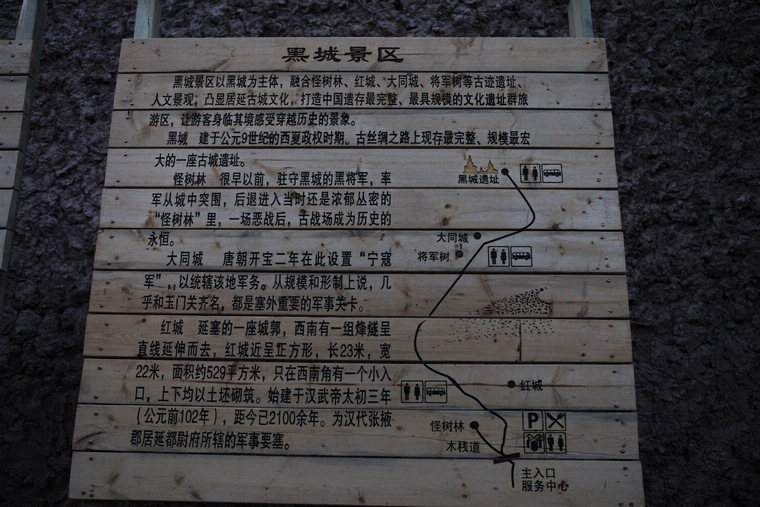 黑城景区
黑城景区以黑城为主体，融合怪树林、红城、大同城、将军树等古迹遗址、
人文景观，凸显居延古城文化，打造中国遗存最完整、最具规模的文化遗址群旅
游区，让游客身临其境感受穿越历史的景象。
黑城 建于公元9世纪的西夏政权时期。古丝绸之路上现存最完整、规模最宏
大的一座古城遗址。
怪树林 很早以前，驻守黑城的黑将军，率
军从城中突围，后退进入当时还是浓郁丛密的
“怪树林”里，一场恶战后，古战场成为历史的
永恒。
大同城 唐朝开宝二年在此设置“宁寇
军”，以统辖该地军务。从规模和形制上说，几
乎和玉门关齐名，都是塞外重要的军事关卡。
红城 延塞的一座城郭，西南有一组烽燧呈
直线延伸而去，红城近呈正方形，长23米，宽
22米，面积约529平方米，只在西南角有一个小入
口，上下均以土坯砌筑。始建于汉武帝太初三年
（公元前102年），距今已2100余年。为汉代张掖
郡居延都尉府所辖的军事要塞。
黑城遗址
大同城
将军树
红城
P
怪树林
木栈道
主入口
服务中心